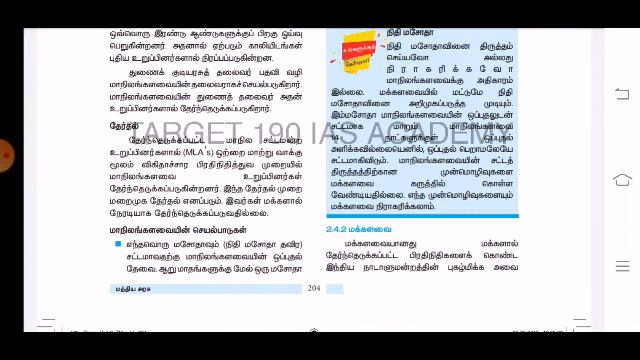 ஒவ்வொரு இரண்டு ஆண்டுகளுக்குப் பிறகு ஓய்வு
பெறுகின்றனர். அதனால் ஏற்படும் காலியிடங்கள்
புதிய உறுப்பினர்களால் நிரப்பப்படுகின்றன.
துணைக் குடியரசுத் தலைவர் பதவி வழி
மாநிலங்களவையின் தலைவராகச் செயல்படுகிறார்.
மாநிலங்களவையின் துணைத் தலைவர் அதன்
உறுப்பினர்களால் தேர்ந்தெடுக்கப்படுகிறார்.
தேர்தல்
தேர்ந்தெடுக்கப்பட்ட மாநில சட்டமன்ற
உறுப்பினர்களால் (MLA's) ஒற்றை மாற்று வாக்கு
மூலம் விகிதாச்சார பிரதிநிதித்துவ முறையில்
மாநிலங்களவை உறுப்பினர்கள்
தேர்ந்தெடுக்கப்படுகின்றனர். இந்த தேர்தல் முறை
மறைமுக தேர்தல் எனப்படும். இவர்கள் மக்களால்
நேரடியாக தேர்ந்தெடுக்கப்படுவதில்லை.
மாநிலங்களவையின் செயல்பாடுகள்
எந்தவொரு மசோதாவும் (நிதி மசோதா தவிர)
சட்டமாவதற்கு மாநிலங்களவையின் ஒப்புதல்
தேவை. ஆறு மாதங்களுக்கு மேல் ஒரு மசோதா
உங்களுக்குத் தெரியுமா
நிதி மசோதா
நிதி மசோதாவினை திருத்தம்
செய்யவோ அல்லது
நிராகரிக்கவோ
மாநிலங்களவைக்கு அதிகாரம்
இல்லை. மக்களவையில் மட்டுமே நிதி
மசோதாவினை அறிமுகப்படுத்த முடியும்.
இம்மசோதா மாநிலங்களவையின் ஒப்புதலுடன்
சட்டமாக மாறும். மாநிலங்களவை
14 நாட்களுக்குள் ஒப்புதல்
அளிக்கவில்லையெனில், ஒப்புதல் பெறாமலேயே
சட்டமாகிவிடும். மாநிலங்களவையின் சட்டத்
திருத்தத்திற்கான முன்மொழிவுகளை
மக்களவை கருத்தில் கொள்ள
வேண்டியதில்லை. எந்த முன்மொழிவுகளையும்
மக்களவை நிராகரிக்கலாம்.
2.4.2 மக்களவை
மக்களவையானது மக்களால்
தேர்ந்தெடுக்கப்பட்ட பிரதிநிதிகளைக் கொண்ட
இந்திய நாடாளுமன்றத்தின் புகழ்மிக்க அவை
TARGET 190 IAS ACADEMY
மத்திய அரசு
204